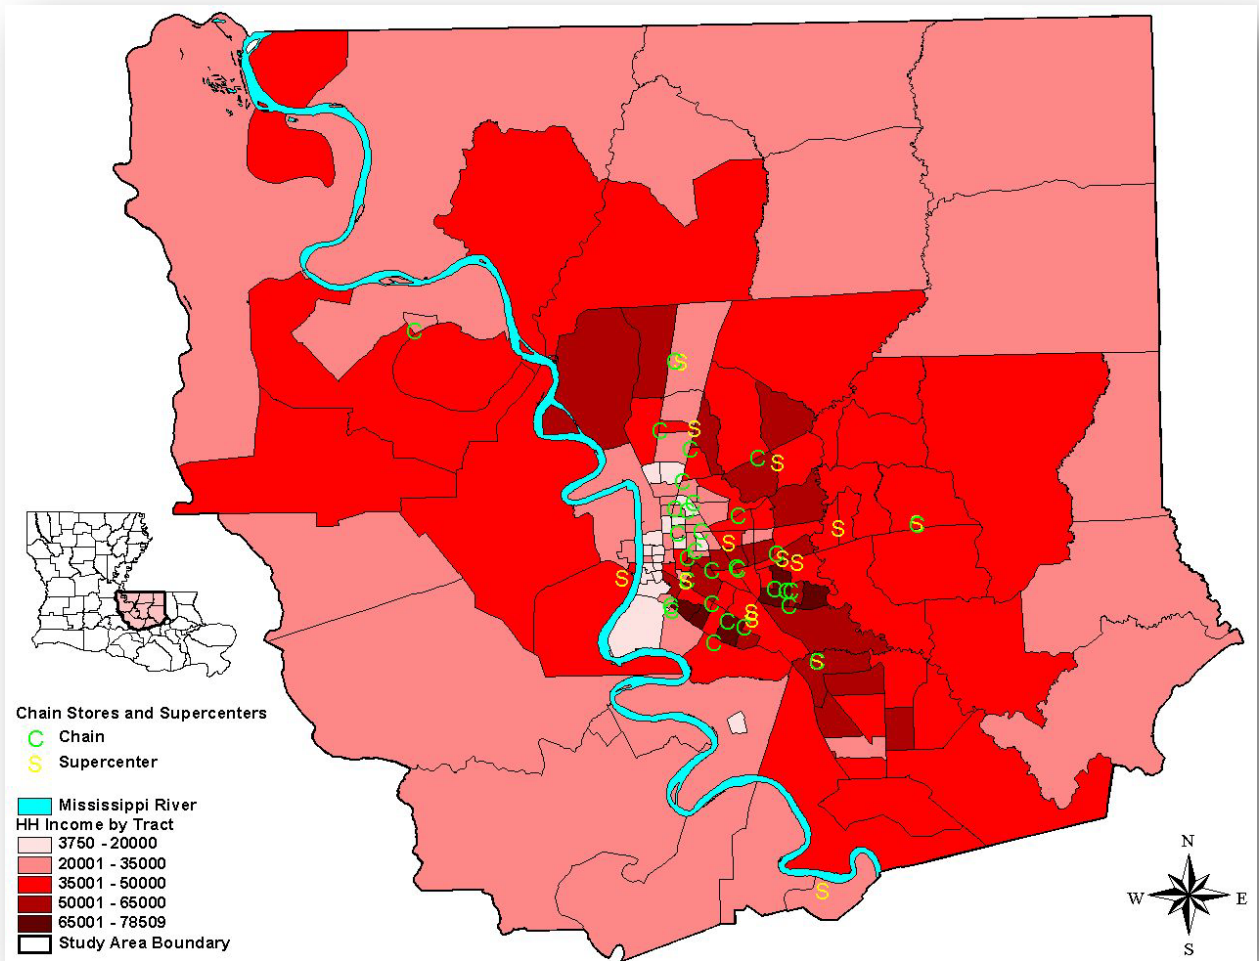 C
CS
C S
C
C S
C
C
C C
C
S S
C C
C S
C C S S
S S C C
C C C C
C C S
C S
C
C S
S
Chain Stores and Supercenters
C Chain
S Supercenter
Mississippi River
HH Income by Tract
3750 - 20000
20001 - 35000
35001 - 50000
50001 - 65000
65001 - 78509
Study Area Boundary
N
W E
S